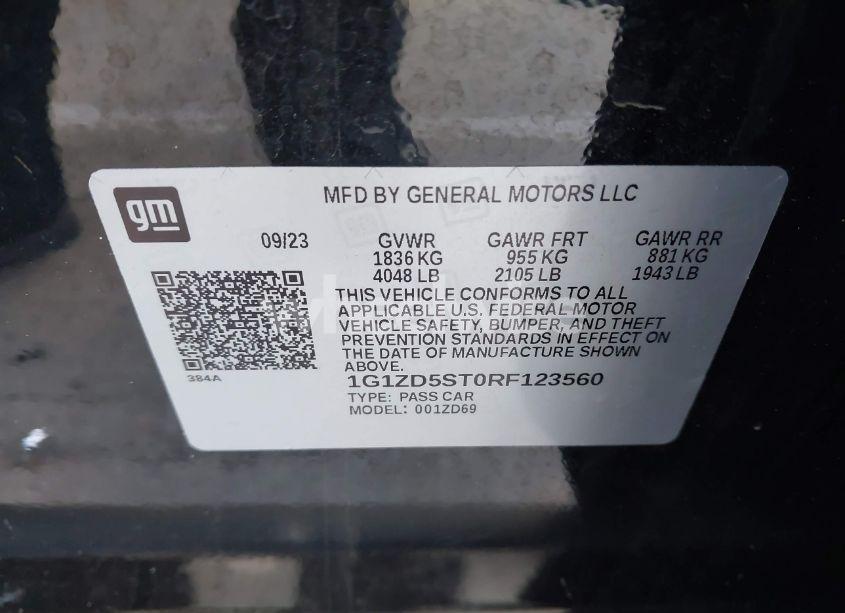 gm
MFD BY GENERAL MOTORS LLC
09/23 GVWR GAWR FRT GAWR RR
1836 KG 955 KG 881 KG
4048 LB 2105 LB 1943 LB
THIS VEHICLE CONFORMS TO ALL
APPLICABLE U.S. FEDERAL MOTOR
VEHICLE SAFETY, BUMPER, AND THEFT
PREVENTION STANDARDS IN EFFECT ON
THE DATE OF MANUFACTURE SHOWN
ABOVE.
384A
1G1ZD5ST0RF123560
TYPE: PASS CAR
MODEL: 001ZD69